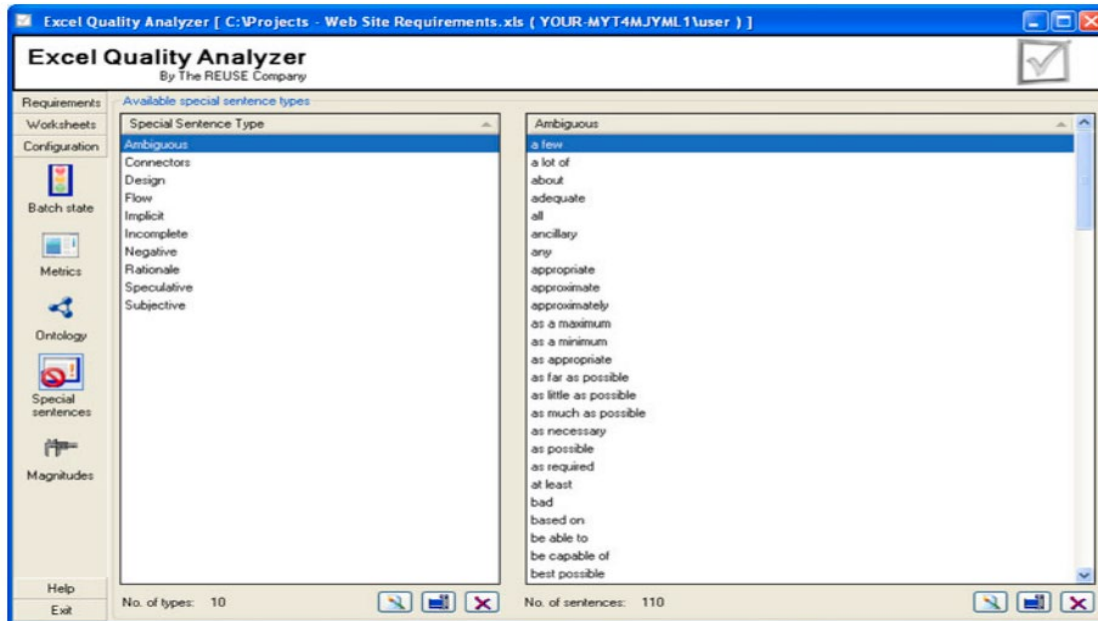 Excel Quality Analyzer [ C:\Projects - Web Site Requirements.xls ( YOUR-MYT4MJYML1\user ) ]
Excel Quality Analyzer
By The REUSE Company
Requirements
Worksheets
Configuration
Batch state
Metrics
Ontology
Special
sentences
Magnitudes
Help
Exit
Available special sentence types
Special Sentence Type
Ambiguous
Connectors
Design
Flow
Implicit
Incomplete
Negative
Rationale
Speculative
Subjective
No. of types: 10
Ambiguous
a few
a lot of
about
adequate
all
ancillary
any
appropriate
approximate
approximately
as a maximum
as a minimum
as appropriate
as far as possible
as little as possible
as much as possible
as necessary
as possible
as required
at least
bad
based on
be able to
be capable of
best possible
No. of sentences: 110